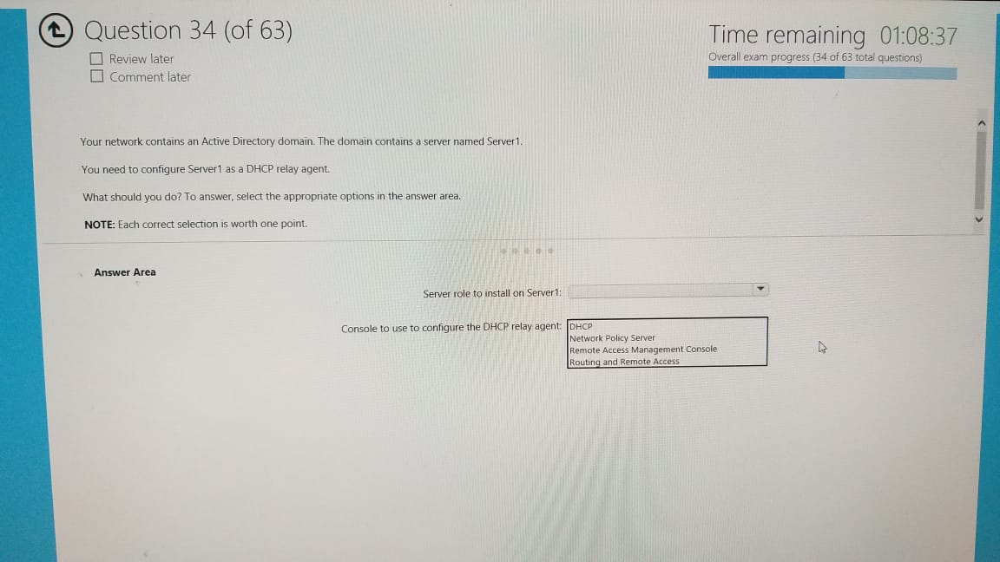 Question 34 (of 63)
Time remaining 01:08:37
Review later
Overall exam progress (34 of 63 total questions)
Comment later
Your network contains an Active Directory domain. The domain contains a server named Server1.
You need to configure Server1 as a DHCP relay agent.
What should you do? To answer, select the appropriate options in the answer area.
NOTE: Each correct selection is worth one point.
Answer Area
Server role to install on Server1:
Console to use to configure the DHCP relay agent:
DHCP
Network Policy Server
Remote Access Management Console
Routing and Remote Access